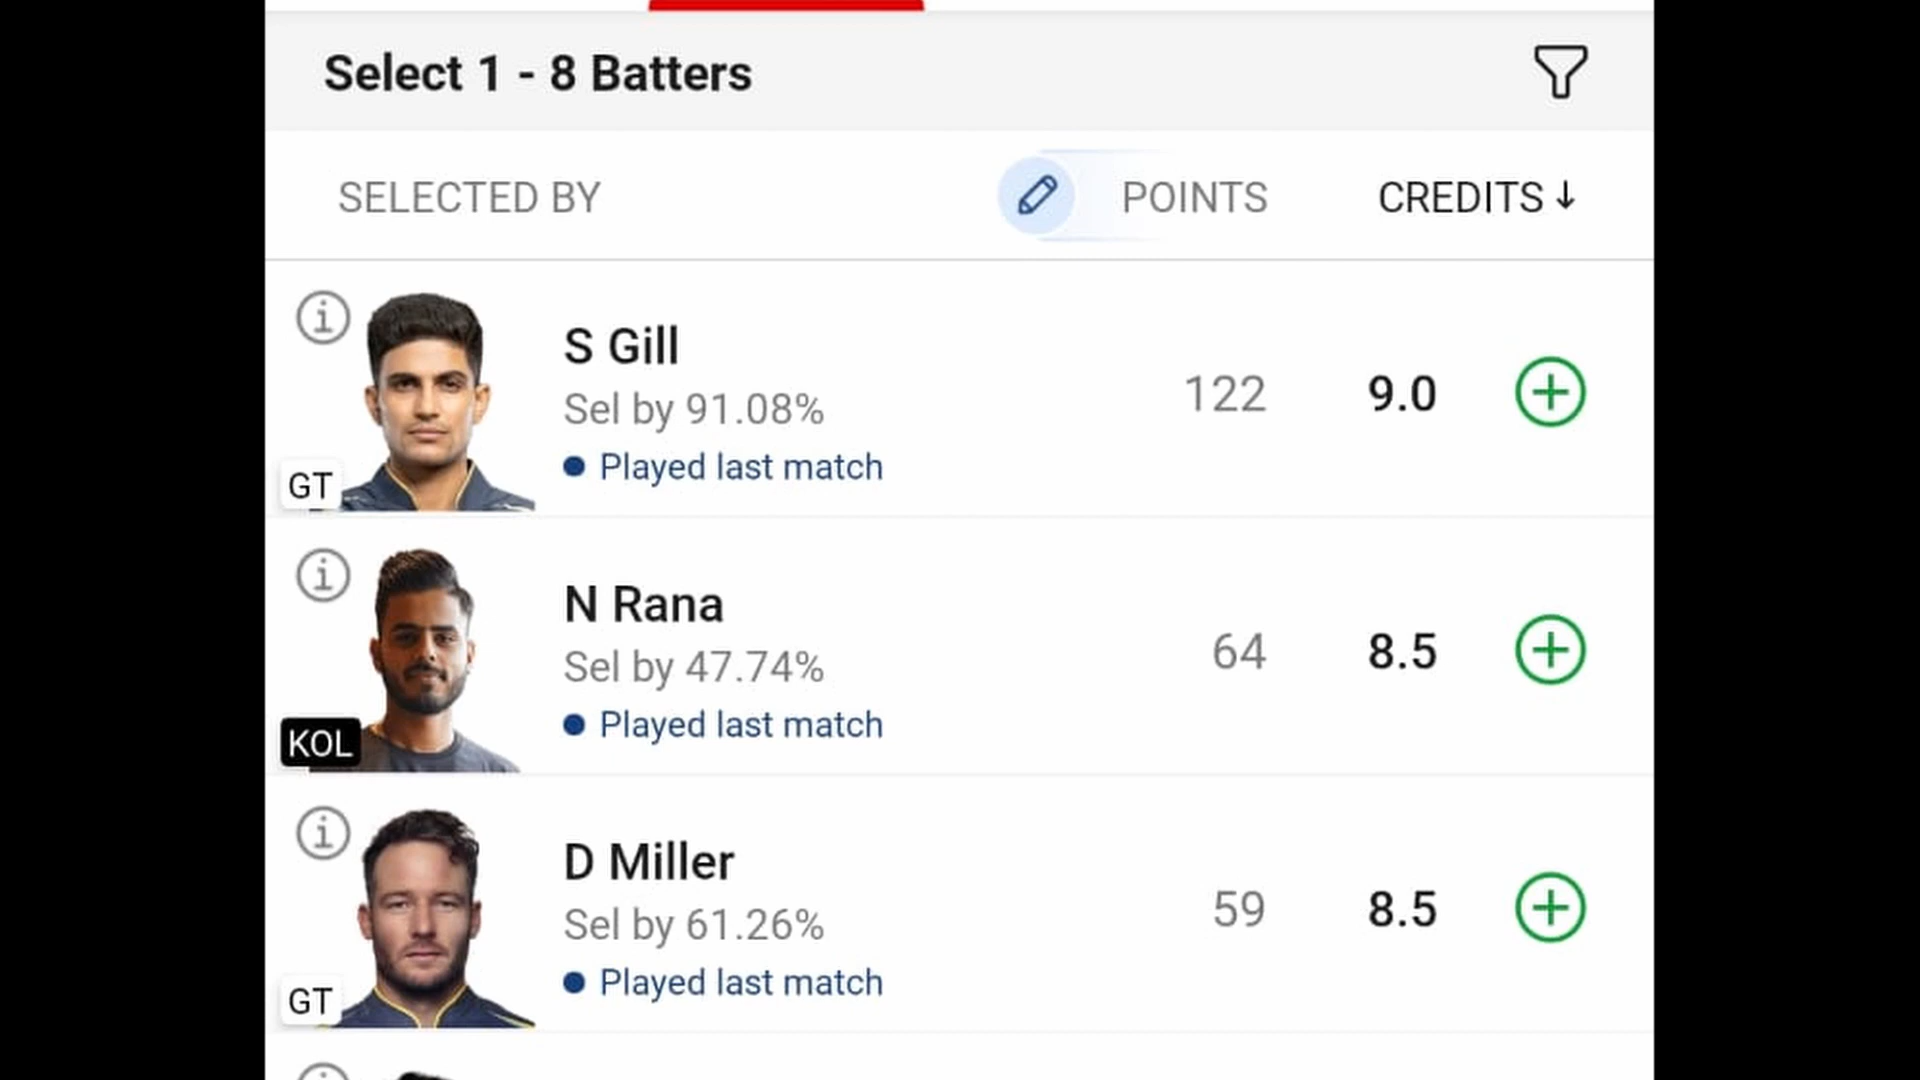 Select 1 - 8 Batters
SELECTED BY POINTS CREDITS ↓
S Gill
Sel by 91.08%
122 9.0
Played last match
GT
N Rana
Sel by 47.74%
64 8.5
Played last match
KOL
D Miller
Sel by 61.26%
59 8.5
Played last match
GT